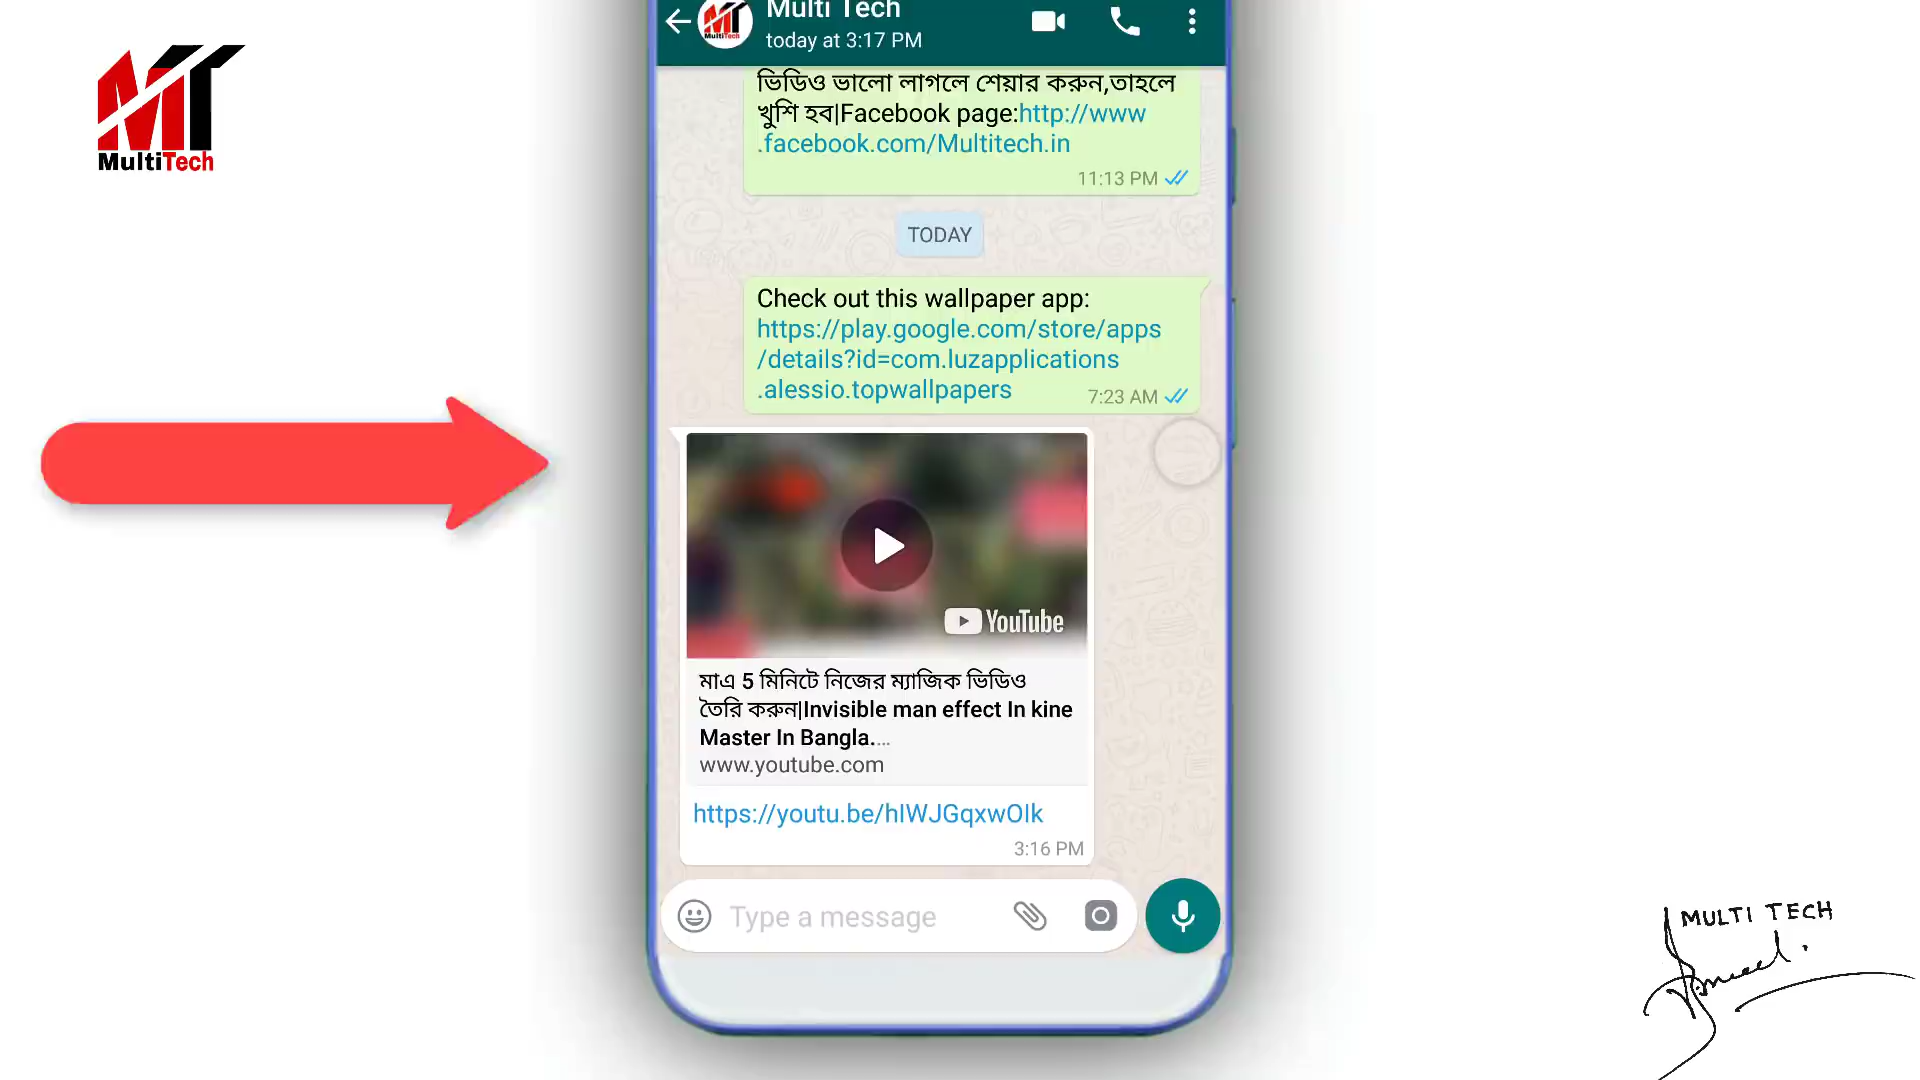 Multi Tech
today at 3:17 PM
MultiTech
ভিডিও ভালো লাগলে শেয়ার করুন,তাহলে
খুশি হব|Facebook page:http://www
.facebook.com/Multitech.in
11:13 PM
TODAY
Check out this wallpaper app:
https://play.google.com/store/apps
/details?id=com.luzapplications
.alessio.topwallpapers
7:23 AM
YouTube
মাএ 5 মিনিটে নিজের ম্যাজিক ভিডিও
তৈরি করুন|Invisible man effect In kine
Master In Bangla....
www.youtube.com
https://youtu.be/hIWJGqxwOIk
3:16 PM
Type a message
MULTI TECH